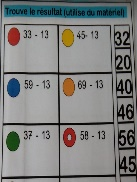 Trouve le résultat (utilise du matériel)
33 - 13
45 - 13
32
20
59 - 13
69 - 13
40
46
37 - 13
58 - 13
56
45